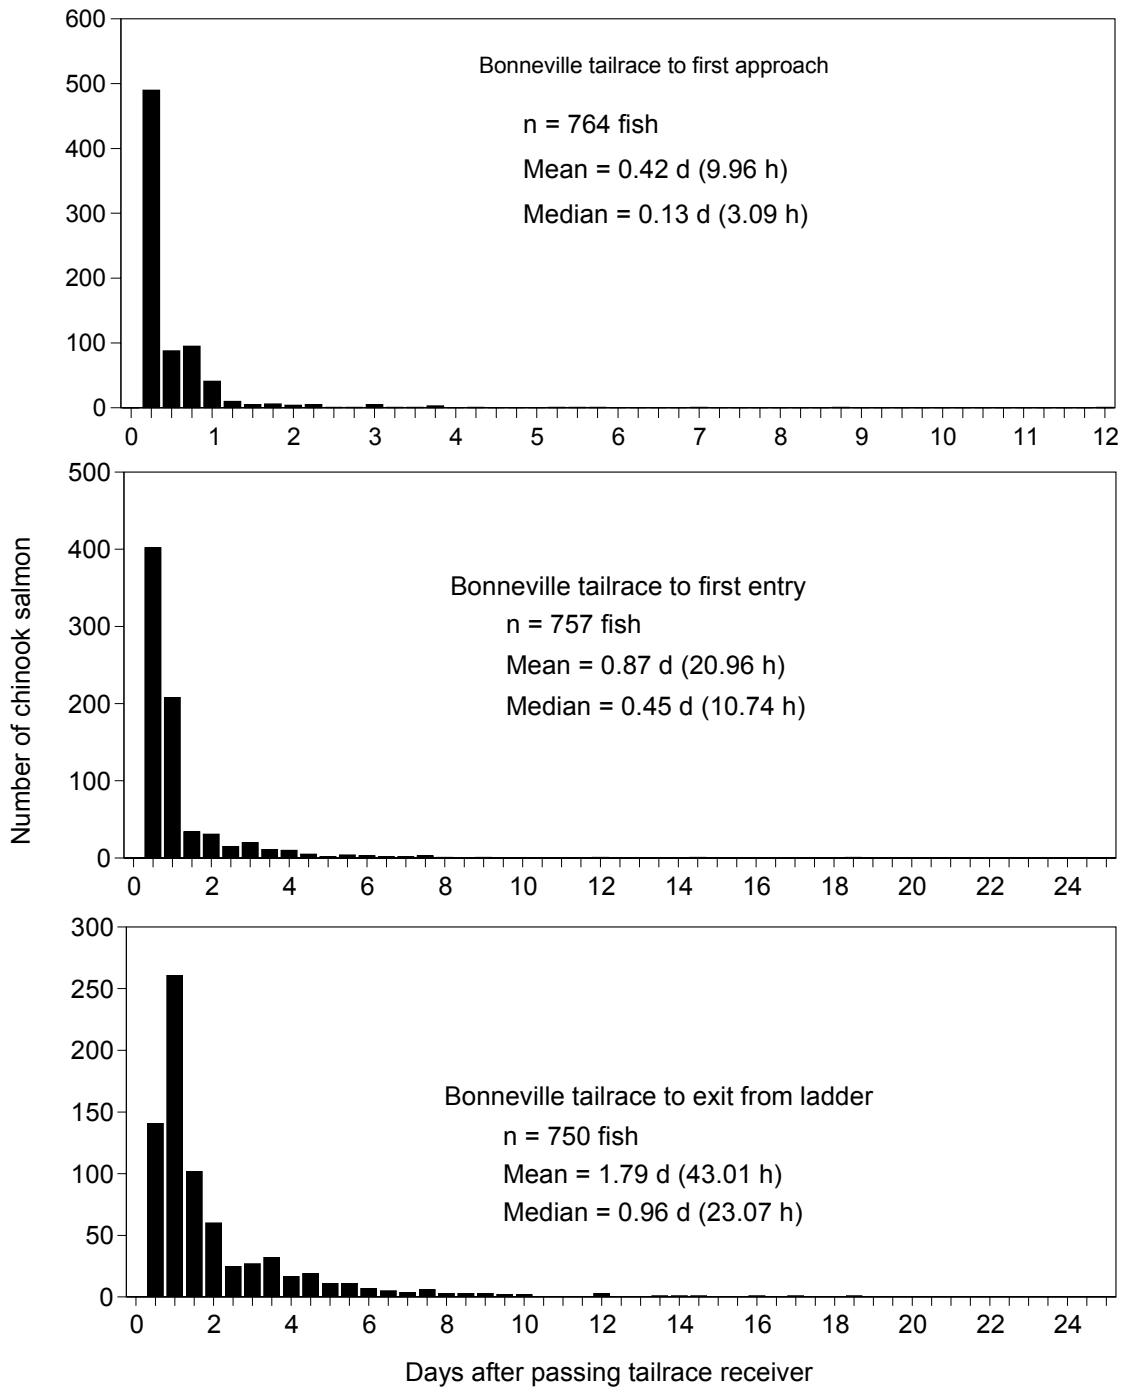 600
500
400
300
200
100
0
Bonneville tailrace to first approach
n = 764 fish
Mean = 0.42 d (9.96 h)
Median = 0.13 d (3.09 h)
0 1 2 3 4 5 6 7 8 9 10 11 12
Number of chinook salmon
500
400
300
200
100
0
Bonneville tailrace to first entry
n = 757 fish
Mean = 0.87 d (20.96 h)
Median = 0.45 d (10.74 h)
0 2 4 6 8 10 12 14 16 18 20 22 24
300
250
200
150
100
50
0
Bonneville tailrace to exit from ladder
n = 750 fish
Mean = 1.79 d (43.01 h)
Median = 0.96 d (23.07 h)
0 2 4 6 8 10 12 14 16 18 20 22 24
Days after passing tailrace receiver